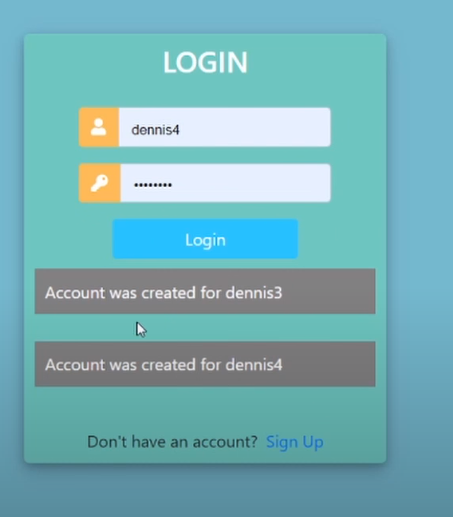 LOGIN
dennis4
••••••••
Login
Account was created for dennis3
Account was created for dennis4
Don't have an account? Sign Up